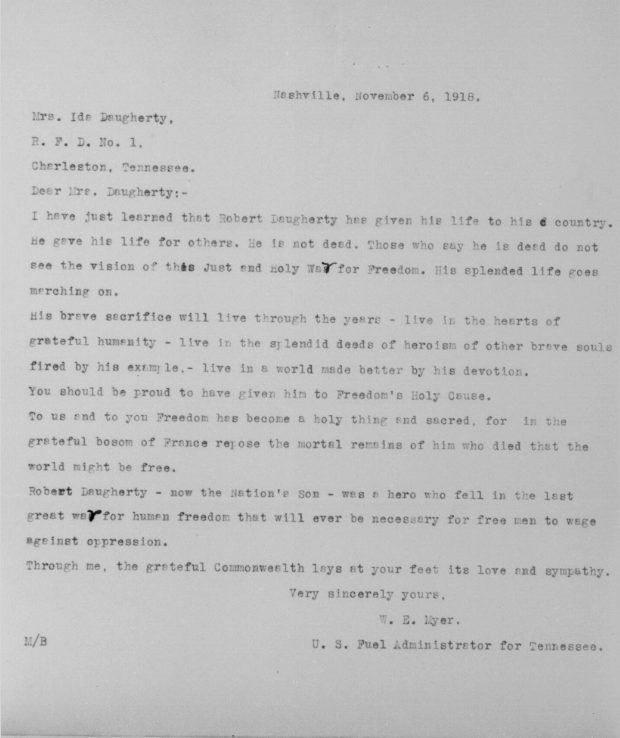 Nashville, November 6, 1918.
Mrs. Ida Daugherty,
R. F. D. No. 1,
Charleston, Tennessee.
Dear Mrs. Daugherty:-
I have just learned that Robert Daugherty has given his life to his c country.
He gave his life for others. He is not dead. Those who say he is dead do not
see the vision of this Just and Holy War for Freedom. His splended life goes
marching on.
His brave sacrifice will live through the years - live in the hearts of
grateful humanity - live in the splendid deeds of heroism of other brave souls
fired by his example,- live in a world made better by his devotion.
You should be proud to have given him to Freedom's Holy Cause.
To us and to you Freedom has become a holy thing and sacred, for in the
grateful bosom of France repose the mortal remains of him who died that the
world might be free.
Robert Daugherty - now the Nation's Son - was a hero who fell in the last
great war for human freedom that will ever be necessary for free men to wage
against oppression.
Through me, the grateful Commonwealth lays at your feet its love and sympathy.
Very sincerely yours,
W. E. Myer.
M/B U. S. Fuel Administrator for Tennessee.